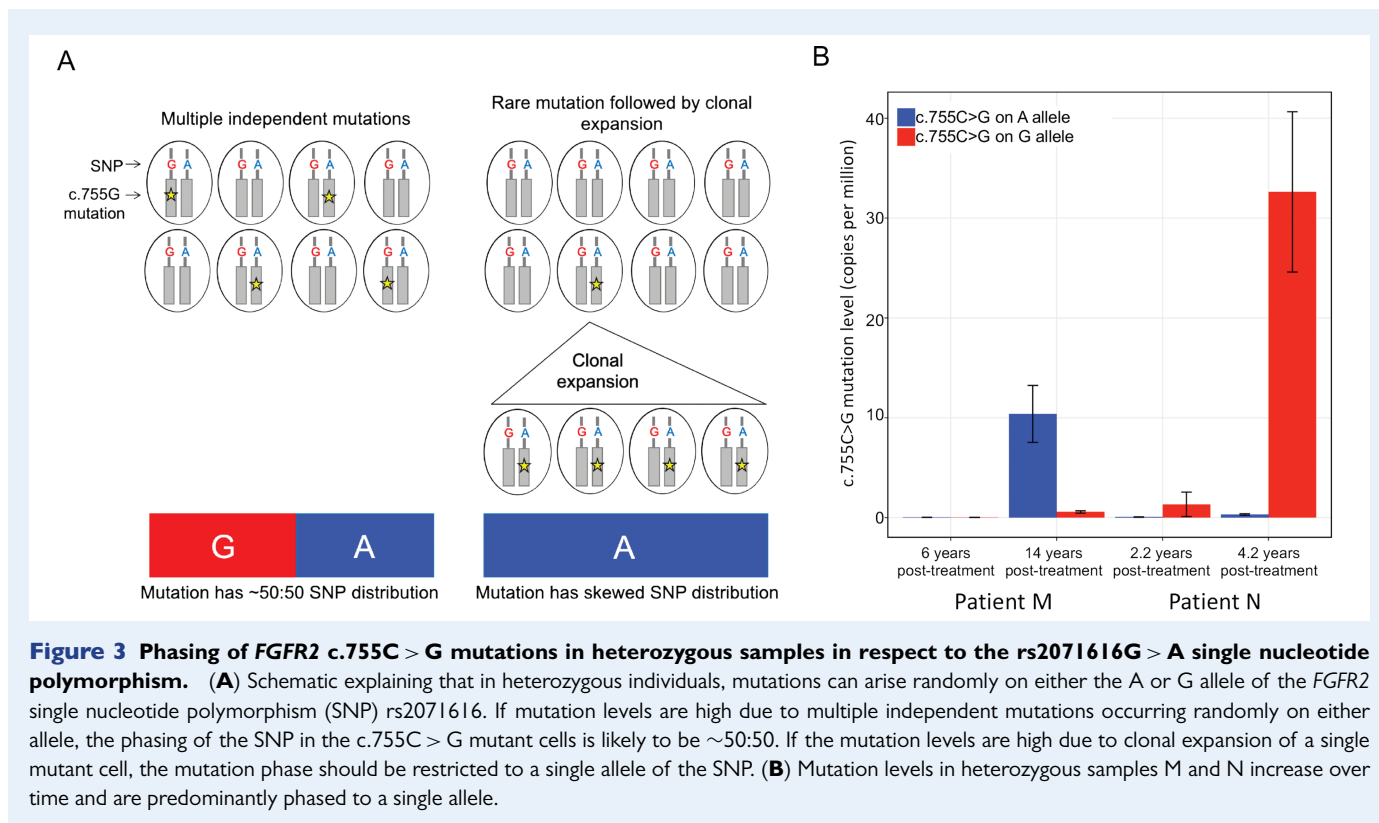 A
Multiple independent mutations
SNP
c.755G
mutation
G A G A G A G A
G A G A G A G A
G A
Mutation has ~50:50 SNP distribution
Rare mutation followed by clonal
expansion
G A G A G A G A
G A G A G A G A
Clonal
expansion
G A G A G A G A
A
Mutation has skewed SNP distribution
B
c.755C>G mutation level (copies per million)
40
30
20
10
0
c.755C>G on A allele
c.755C>G on G allele
6 years 14 years 2.2 years 4.2 years
post-treatment post-treatment post-treatment post-treatment
Patient M Patient N
Figure 3 Phasing of FGFR2 c.755C > G mutations in heterozygous samples in respect to the rs2071616G > A single nucleotide
polymorphism. (A) Schematic explaining that in heterozygous individuals, mutations can arise randomly on either the A or G allele of the FGFR2
single nucleotide polymorphism (SNP) rs2071616. If mutation levels are high due to multiple independent mutations occurring randomly on either
allele, the phasing of the SNP in the c.755C > G mutant cells is likely to be ∼50:50. If the mutation levels are high due to clonal expansion of a single
mutant cell, the mutation phase should be restricted to a single allele of the SNP. (B) Mutation levels in heterozygous samples M and N increase over
time and are predominantly phased to a single allele.